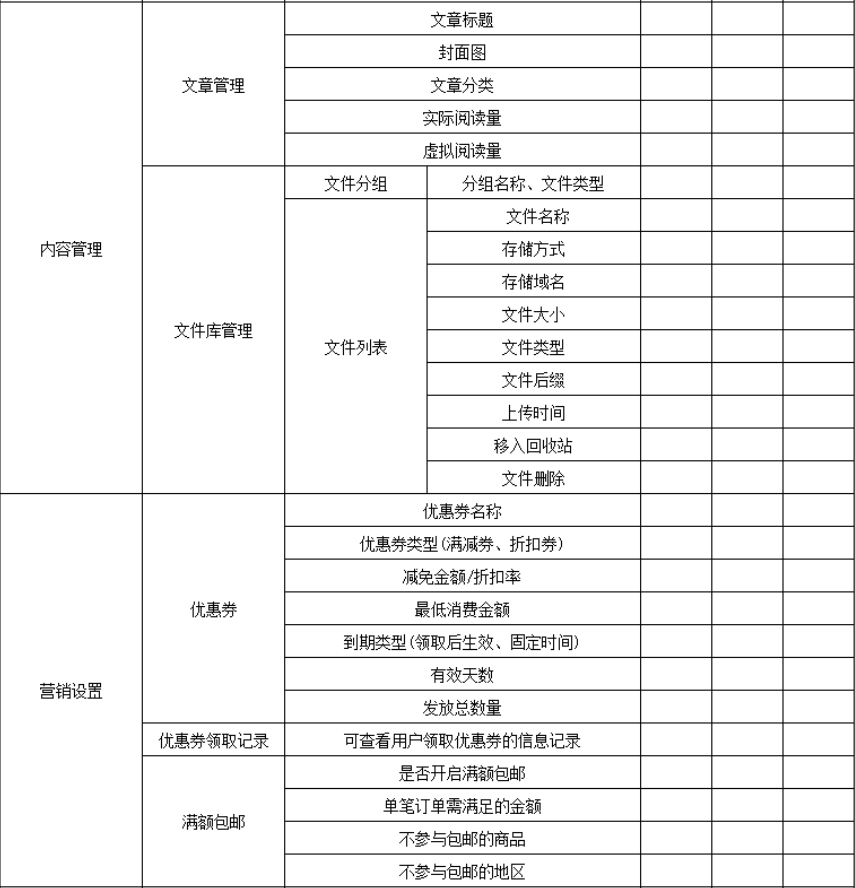 文章标题
封面图
文章管理
文章分类
实际阅读量
虚拟阅读量
文件分组
分组名称、文件类型
文件名称
内容管理
存储方式
存储域名
文件大小
文件库管理
文件列表
文件类型
文件后缀
上传时间
移入回收站
文件删除
优惠券名称
优惠券类型(满减券、折扣券)
减免金额/折扣率
优惠券
最低消费金额
到期类型(领取后生效、固定时间)
有效天数
营销设置
发放总数量
优惠券领取记录
可查看用户领取优惠券的信息记录
是否开启满额包邮
单笔订单需满足的金额
满额包邮
不参与包邮的商品
不参与包邮的地区